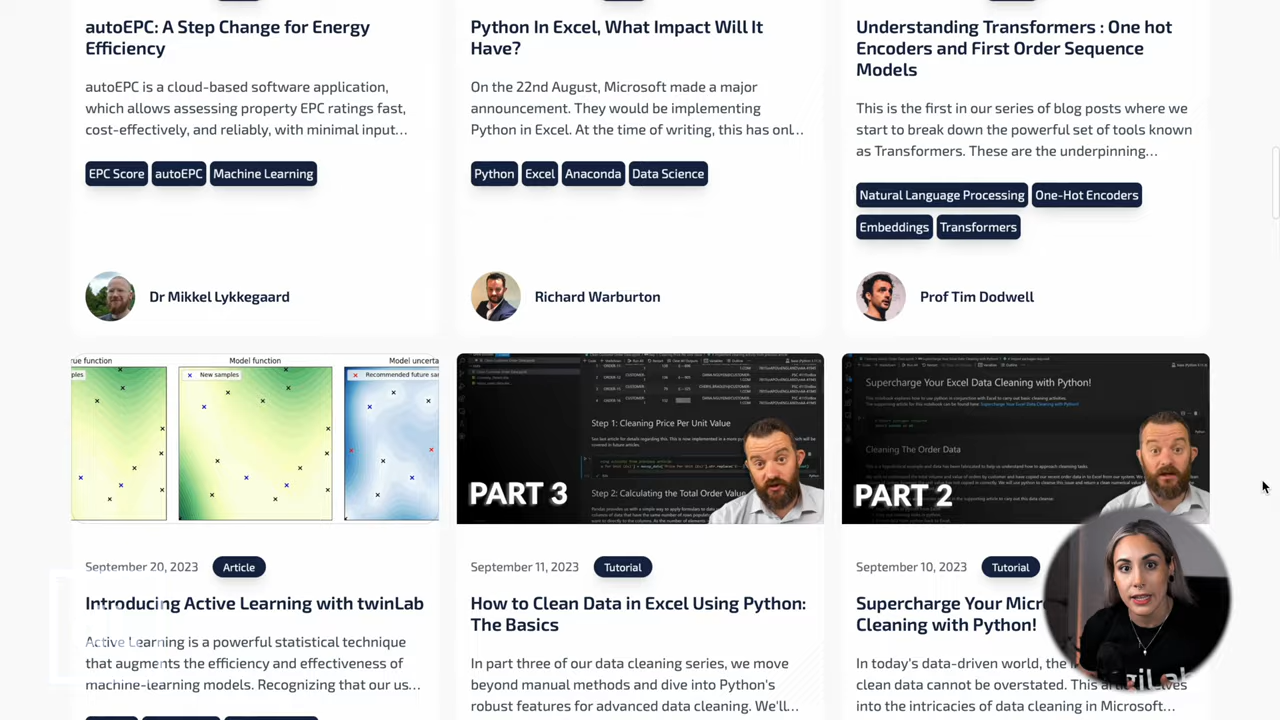 autoEPC: A Step Change for Energy
Efficiency
autoEPC is a cloud-based software application,
which allows assessing property EPC ratings fast,
cost-effectively, and reliably, with minimal input...
EPC Score autoEPC Machine Learning
Dr Mikkel Lykkegaard
Python In Excel, What Impact Will It
Have?
On the 22nd August, Microsoft made a major
announcement. They would be implementing
Python in Excel. At the time of writing, this has onl...
Python Excel Anaconda Data Science
Richard Warburton
Understanding Transformers : One hot
Encoders and First Order Sequence
Models
This is the first in our series of blog posts where we
start to break down the powerful set of tools known
as Transformers. These are the underpinning...
Natural Language Processing One-Hot Encoders
Embeddings Transformers
Prof Tim Dodwell
rue function Model function Model uncerta
ples New samples Recommended future sar
September 20, 2023 Article
Introducing Active Learning with twinLab
Active Learning is a powerful statistical technique
that augments the efficiency and effectiveness of
machine-learning models. Recognizing that our us...
Step 1: Cleaning Price Per Unit Value
Step 2: Calculating the Total Order Value
PART 3
September 11, 2023 Tutorial
How to Clean Data in Excel Using Python:
The Basics
In part three of our data cleaning series, we move
beyond manual methods and dive into Python's
robust features for advanced data cleaning. We'll...
Supercharge Your Excel Data Cleaning with Python!
Cleaning The Order Data
PART 2
September 10, 2023 Tutorial
Supercharge Your Micr
Cleaning with Python!
In today's data-driven world, the i
clean data cannot be overstated. This ar elves
into the intricacies of data cleaning in Microsoft...